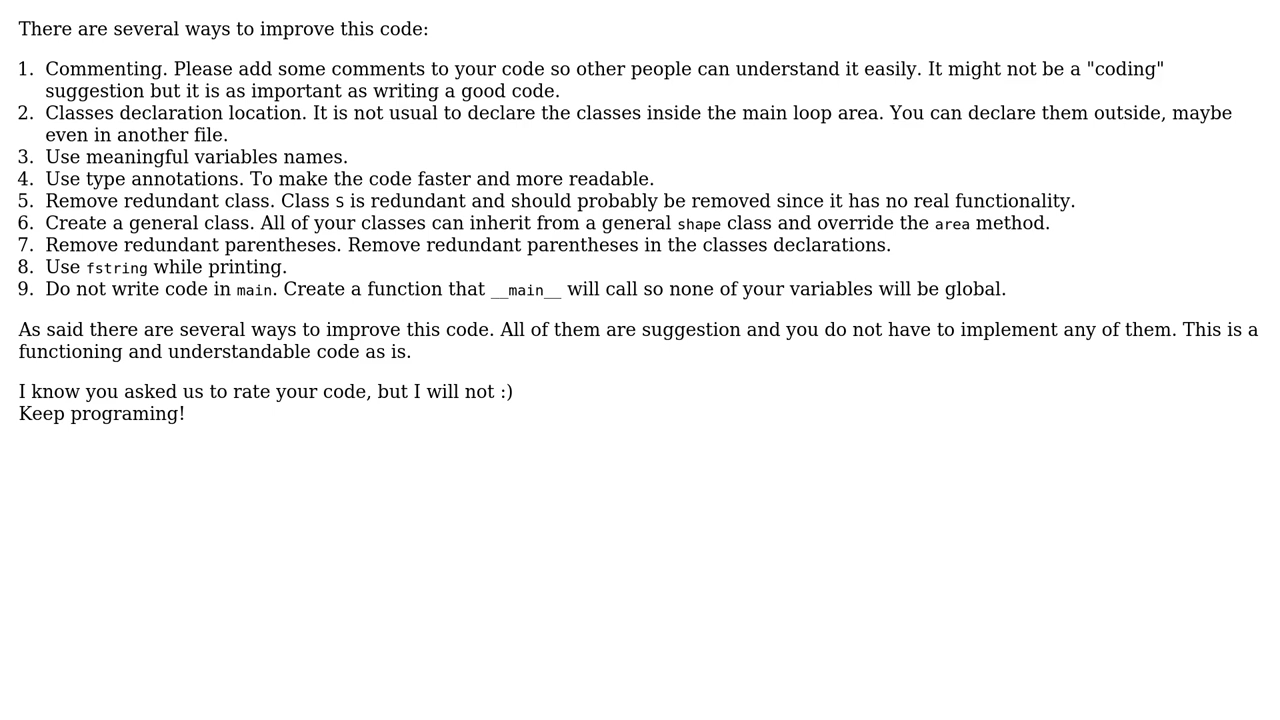 There are several ways to improve this code:
1. Commenting. Please add some comments to your code so other people can understand it easily. It might not be a "coding"
suggestion but it is as important as writing a good code.
2. Classes declaration location. It is not usual to declare the classes inside the main loop area. You can declare them outside, maybe
even in another file.
3. Use meaningful variables names.
4. Use type annotations. To make the code faster and more readable.
5. Remove redundant class. Class S is redundant and should probably be removed since it has no real functionality.
6. Create a general class. All of your classes can inherit from a general shape class and override the area method.
7. Remove redundant parentheses. Remove redundant parentheses in the classes declarations.
8. Use fstring while printing.
9. Do not write code in main. Create a function that __main__ will call so none of your variables will be global.
As said there are several ways to improve this code. All of them are suggestion and you do not have to implement any of them. This is a
functioning and understandable code as is.
I know you asked us to rate your code, but I will not :)
Keep programing!